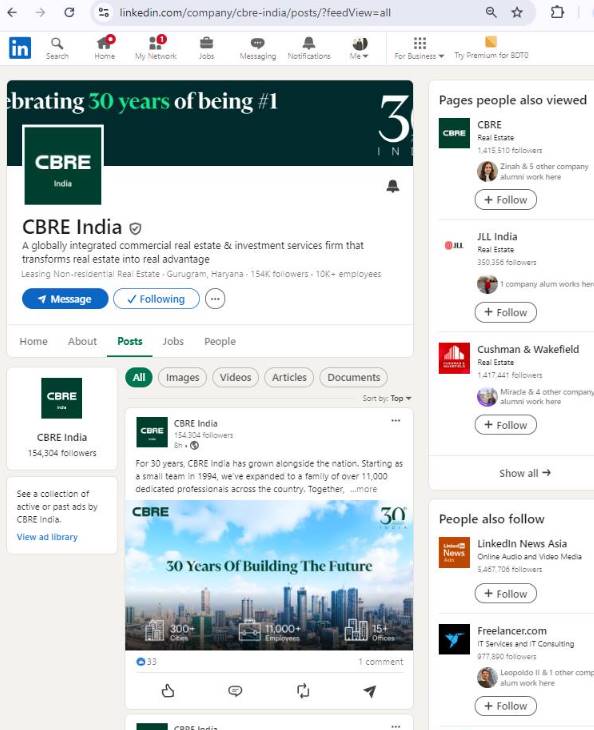 linkedin.com/company/cbre-india/posts/?feedView=all
in
Search
Home
1
My Network
Jobs
Messaging
Notifications
Me
For Business
Try Premium for BDT0
ebrating 30 years of being #1
30
I N
CBRE
India
CBRE India
A globally integrated commercial real estate & investment services firm that
transforms real estate into real advantage
Leasing Non-residential Real Estate · Gurugram, Haryana · 154K followers · 10K+ employees
Message
Following
Home
About
Posts
Jobs
People
CBRE
India
CBRE India
154,304 followers
See a collection of
active or past ads by
CBRE India.
View ad library
All
Images
Videos
Articles
Documents
Sort by: Top
CBRE
India
CBRE India
154,304 followers
8h •
For 30 years, CBRE India has grown alongside the nation. Starting as
a small team in 1994, we've expanded to a family of over 11,000
dedicated professionals across the country. Together, ...more
CBRE
30
INDIA
30 Years Of Building The Future
300+
Cities
11,000+
Employees
15+
Offices
33
1 comment
CBRE
CBRE India
Pages people also viewed
CBRE
CBRE
Real Estate
1,415,510 followers
Zinah & 5 other company
alumni work here
+ Follow
JLL
JLL India
Real Estate
350,356 followers
1 company alum works here
+ Follow
CUSHMAN &
WAKEFIELD
Cushman & Wakefield
Real Estate
1,417,441 followers
Miracle & 4 other company
alumni work here
+ Follow
Show all →
People also follow
LinkedIn
News
Asia
LinkedIn News Asia
Online Audio and Video Media
5,467,706 followers
+ Follow
Freelancer.com
IT Services and IT Consulting
977,890 followers
Leopoldo II & 1 other comp
alum work here
+ Follow